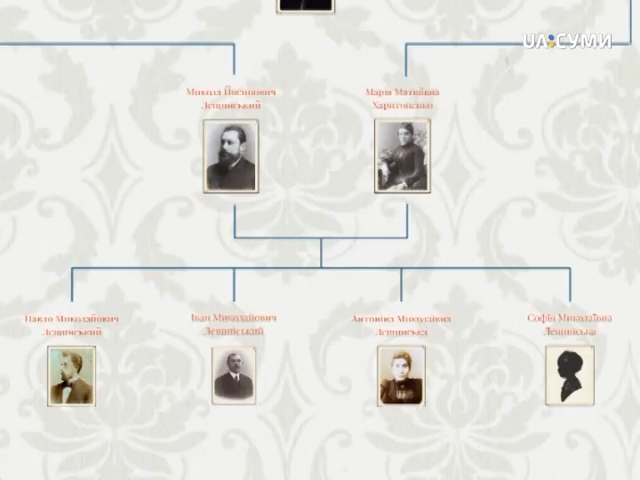 UA:СУМИ
Микола Йосипович
Лещинський
Марія Матвіївна
Харитоненко
Павло Миколайович
Лещинський
Іван Миколайович
Лещинський
Антоніна Миколаївна
Лещинська
Софія Миколаївна
Лещинська